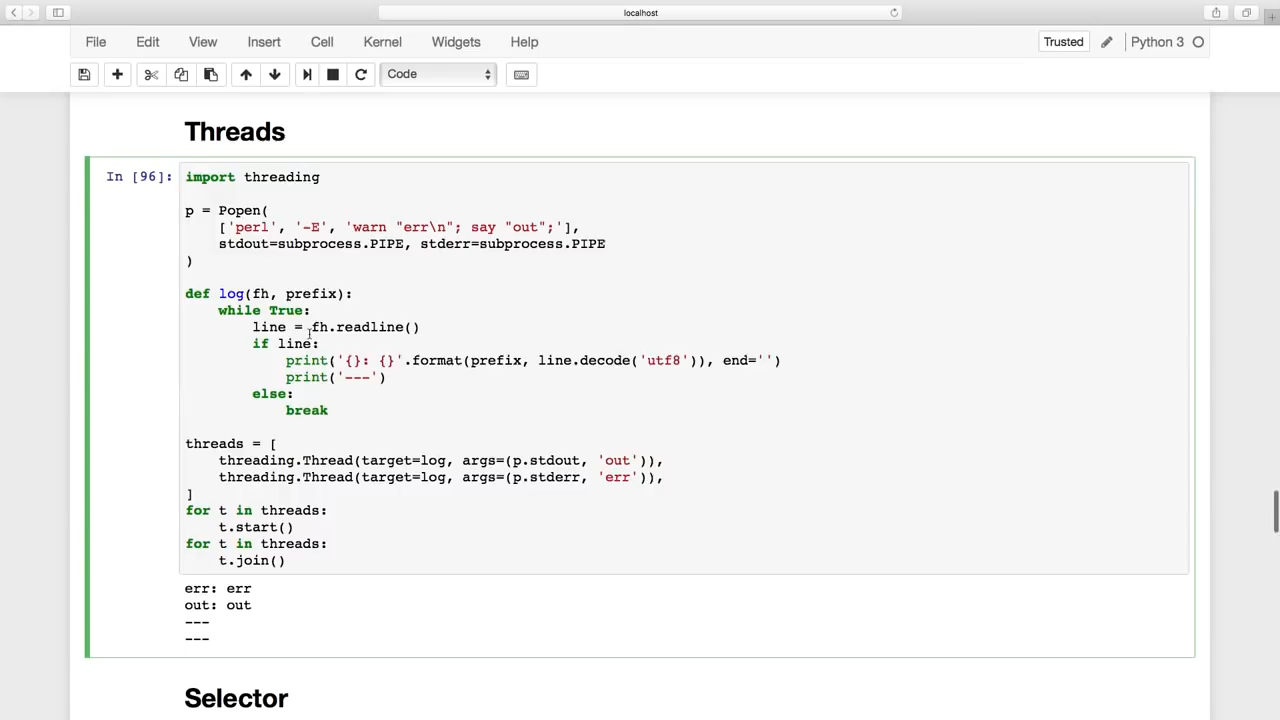 localhost
File Edit View Insert Cell Kernel Widgets Help Trusted Python 3
Code
Threads
In [96]:
import threading
p = Popen(
    ['perl', '-E', 'warn "err\n"; say "out";'],
    stdout=subprocess.PIPE, stderr=subprocess.PIPE
)
def log(fh, prefix):
    while True:
        line = fh.readline()
        if line:
            print('{}: {}'.format(prefix, line.decode('utf8')), end='')
            print('---')
        else:
            break
threads = [
    threading.Thread(target=log, args=(p.stdout, 'out')),
    threading.Thread(target=log, args=(p.stderr, 'err')),
]
for t in threads:
    t.start()
for t in threads:
    t.join()
err: err
out: out
---
---
Selector